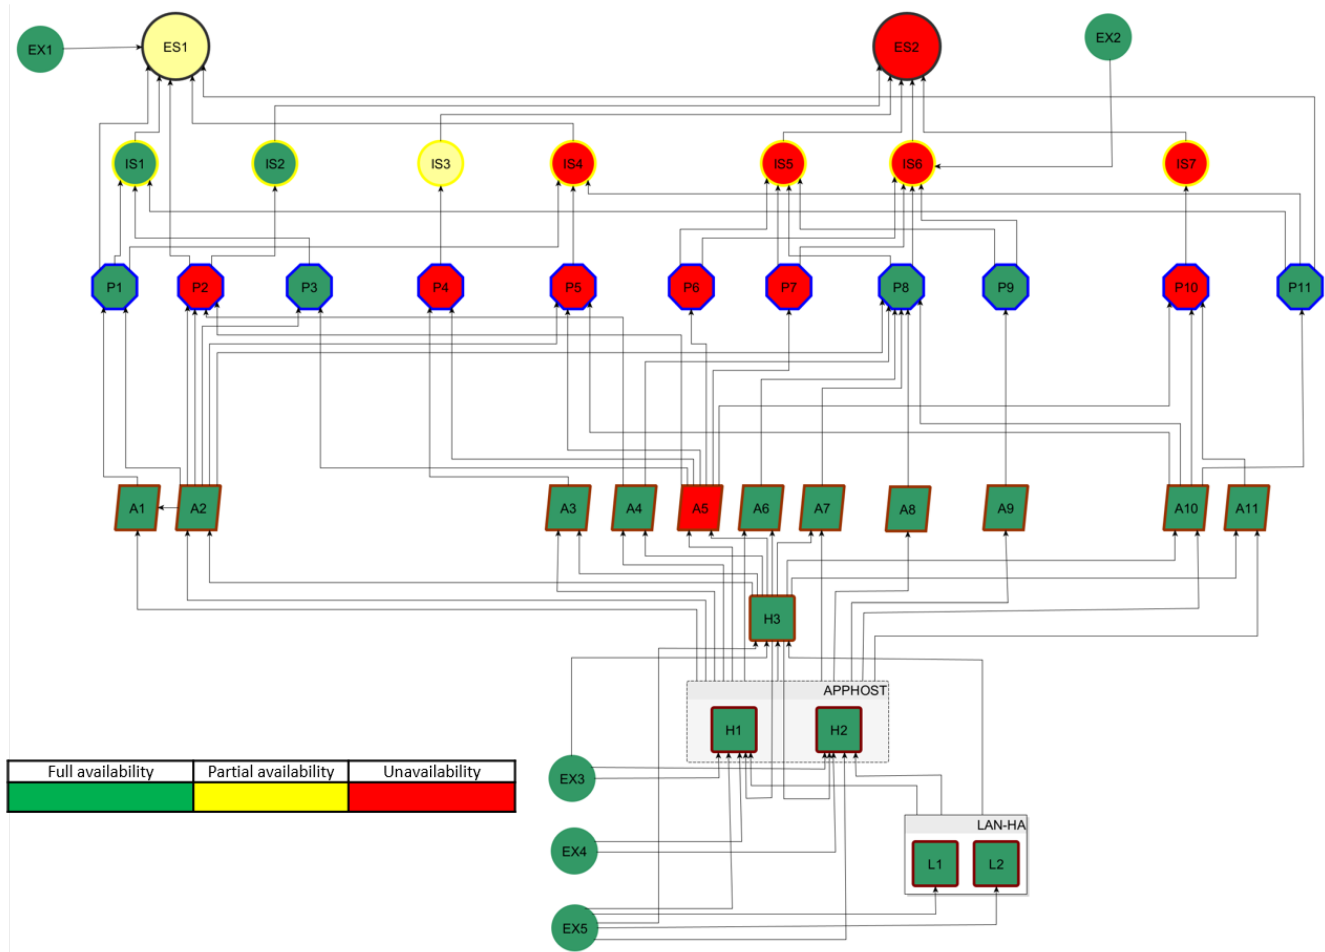 EX1
ES1
ES2
EX2
IS1
IS2
IS3
IS4
IS5
IS6
IS7
P1
P2
P3
P4
P5
P6
P7
P8
P9
P10
P11
A1
A2
A3
A4
A5
A6
A7
A8
A9
A10
A11
H3
APPHOST
H1
H2
Full availability
Partial availability
Unavailability
EX3
LAN-HA
EX4
L1
L2
EX5